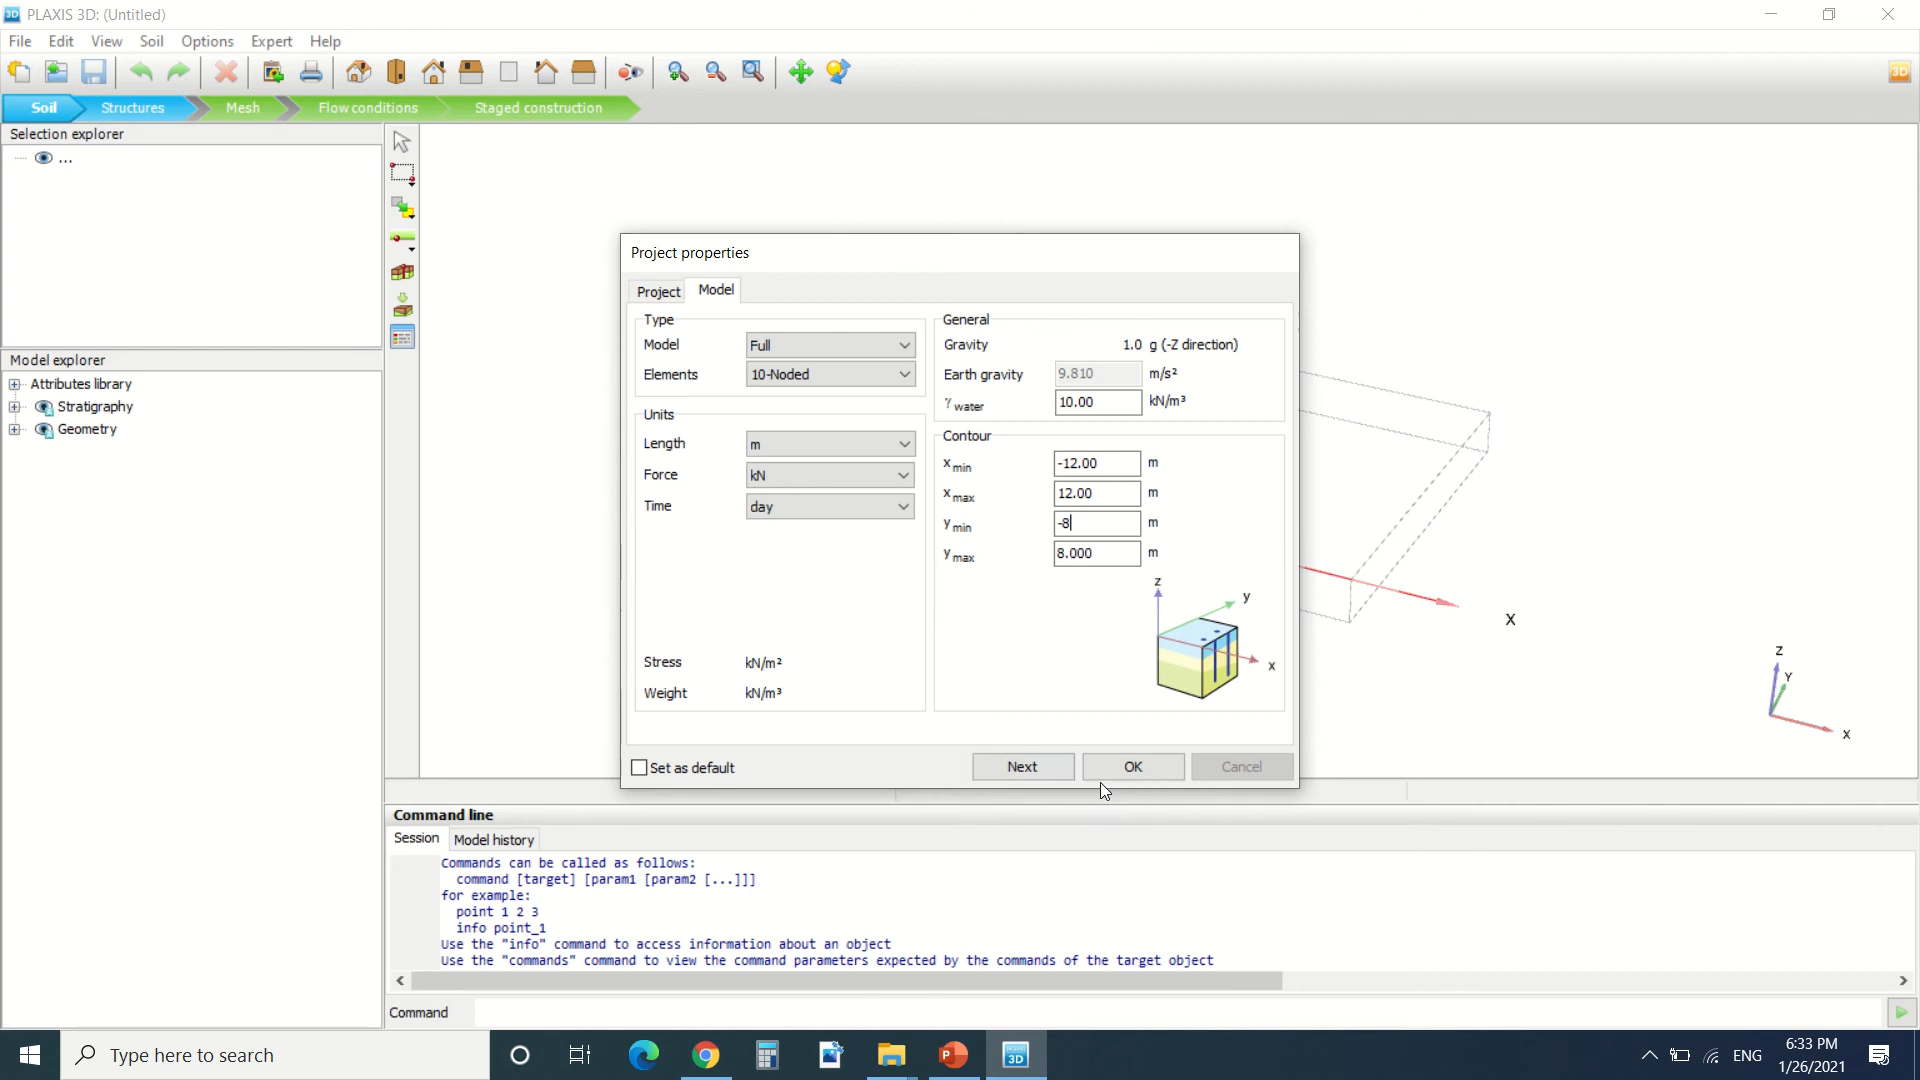 PLAXIS 3D: (Untitled)
File Edit View Soil Options Expert Help
Soil Structures Mesh Flow conditions Staged construction
3D
Selection explorer
...
Model explorer
Attributes library
Stratigraphy
Geometry
Project properties
Project Model
Type
Model Full
Elements 10-Noded
Units
Length m
Force kN
Time day
Stress kN/m²
Weight kN/m³
General
Gravity 1.0 g (-Z direction)
Earth gravity 9.810 m/s²
γ water 10.00 kN/m³
Contour
x min -12.00 m
x max 12.00 m
y min -8 m
y max 8.000 m
z
y
x
Set as default Next OK Cancel
X
Z
Y
X
Command line
Session Model history
Commands can be called as follows:
command [target] [param1 [param2 [...]]]
for example:
point 1 2 3
info point_1
Use the "info" command to access information about an object
Use the "commands" command to view the command parameters expected by the commands of the target object
Command
Type here to search
ENG
6:33 PM
1/26/2021